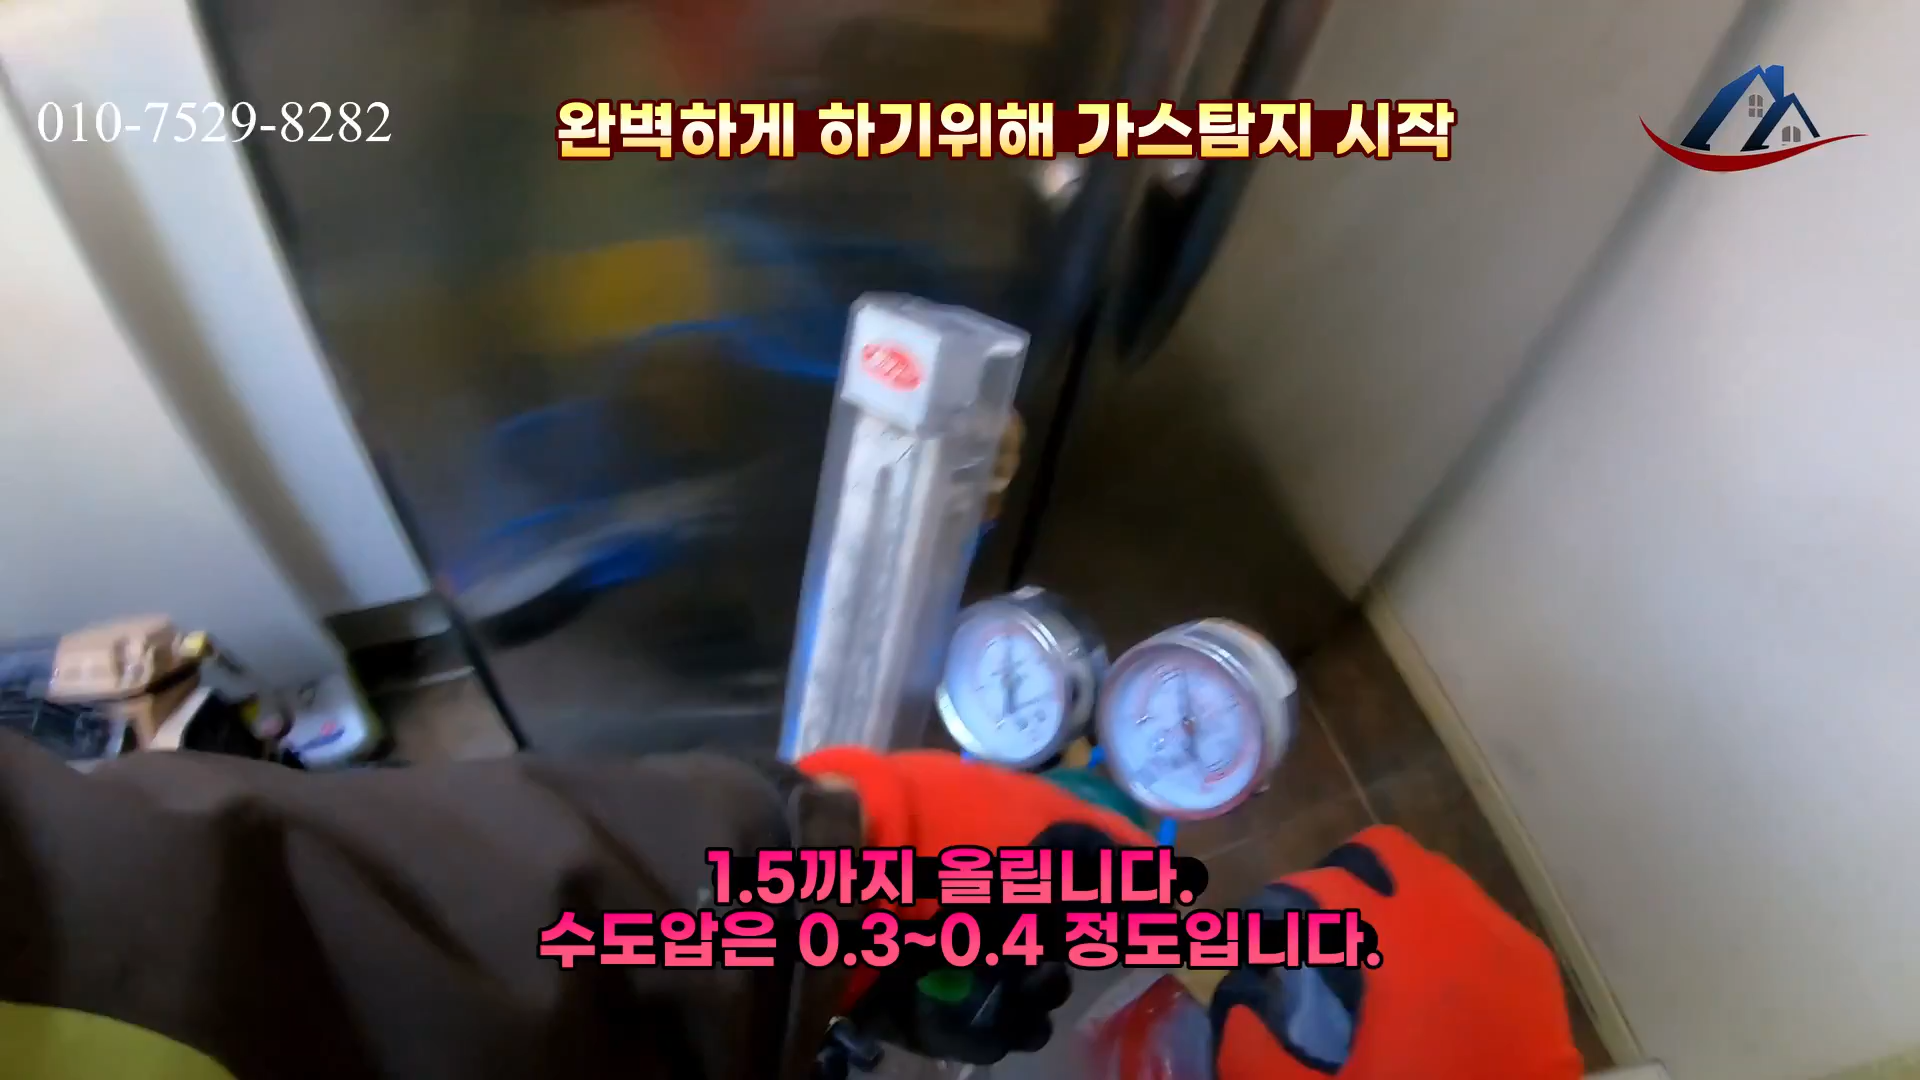 010-7529-8282
완벽하게 하기위해 가스탐지 시작
1.5까지 올립니다.
수도압은 0.3~0.4 정도입니다.